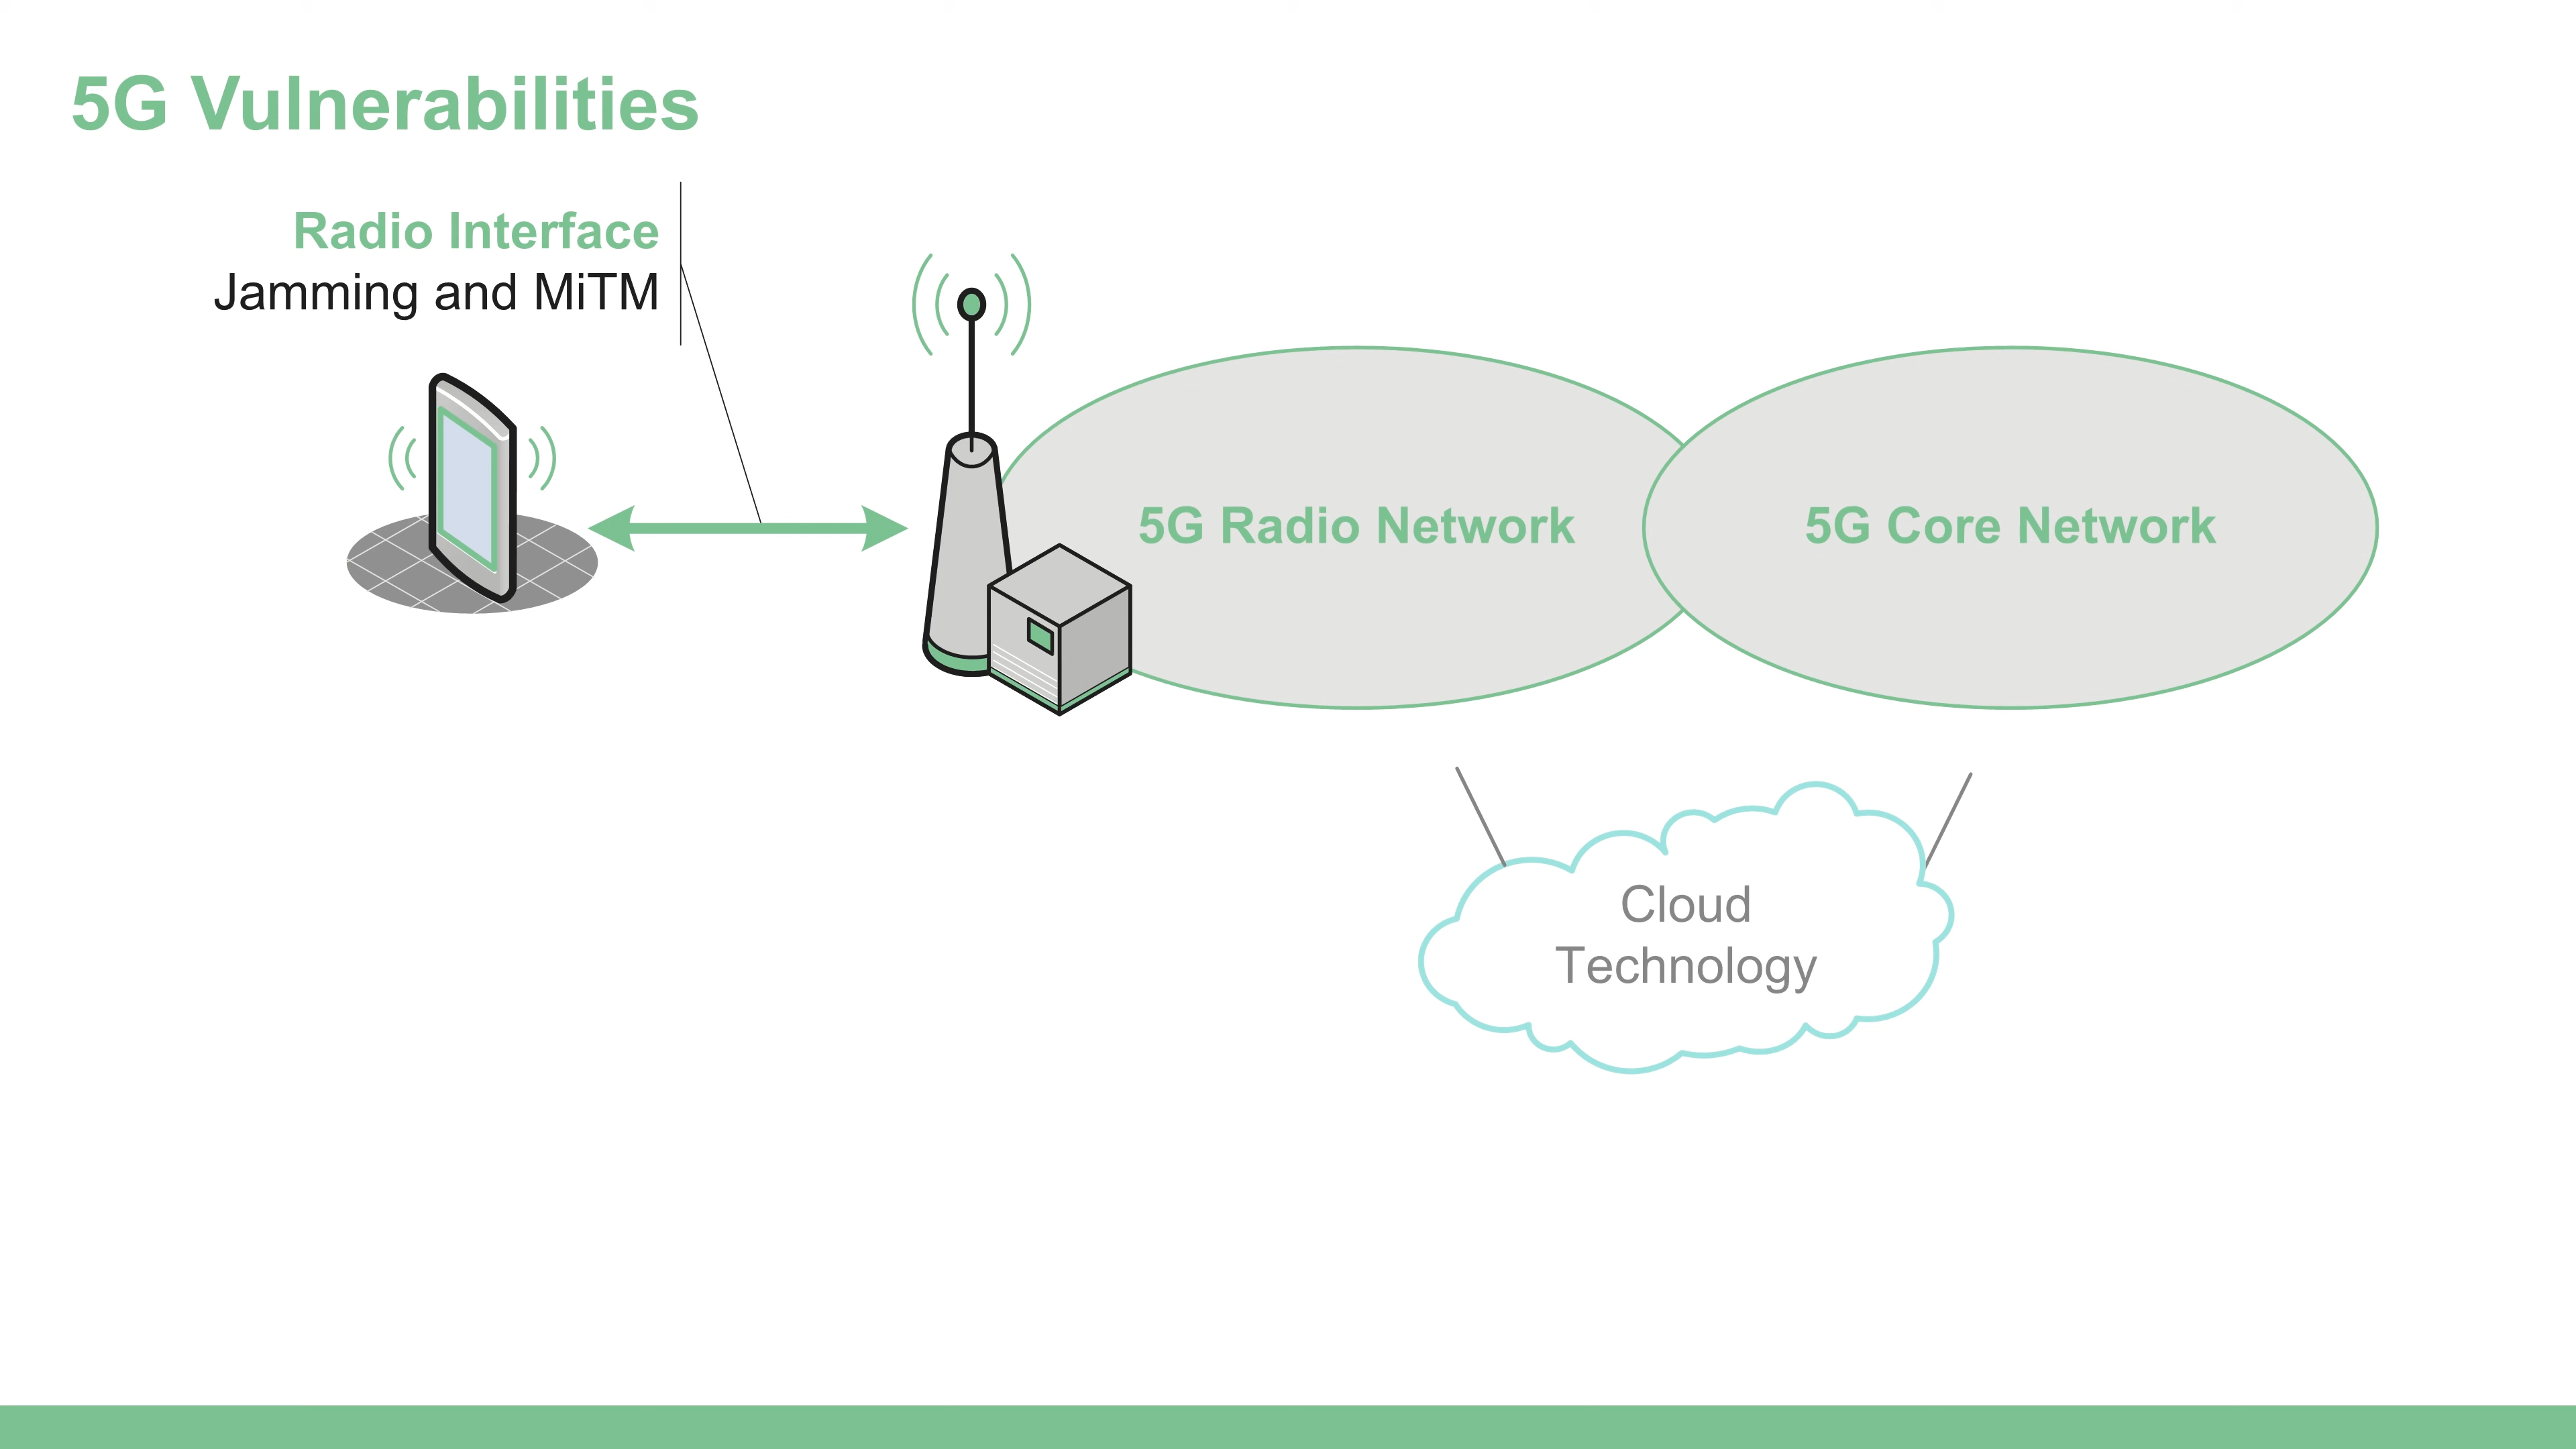 5G Vulnerabilities
Radio Interface
Jamming and MiTM
5G Radio Network
5G Core Network
Cloud
Technology